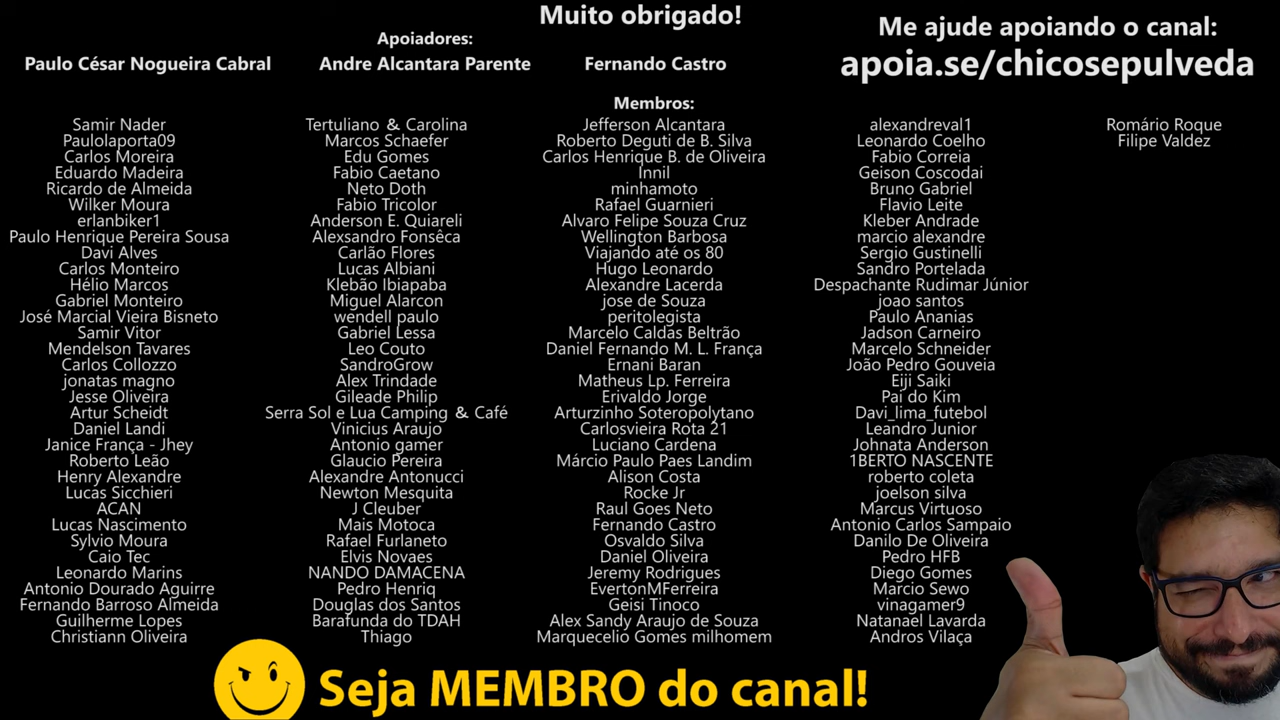 Muito obrigado!
Me ajude apoiando o canal:
apoia.se/chicosepulveda
Apoiadores:
Paulo César Nogueira Cabral
Andre Alcantara Parente
Fernando Castro
Membros:
Samir Nader
Paulolaporta09
Carlos Moreira
Eduardo Madeira
Ricardo de Almeida
Wilker Moura
erlanbiker1
Paulo Henrique Pereira Sousa
Davi Alves
Carlos Monteiro
Hélio Marcos
Gabriel Monteiro
José Marcial Vieira Bisneto
Samir Vitor
Mendelson Tavares
Carlos Collozzo
jonatas magno
Jesse Oliveira
Artur Scheidt
Daniel Landi
Janice França - Jhey
Roberto Leão
Henry Alexandre
Lucas Sicchieri
ACAN
Lucas Nascimento
Sylvio Moura
Caio Tec
Leonardo Marins
Antonio Dourado Aguirre
Fernando Barroso Almeida
Guilherme Lopes
Christiann Oliveira
Tertuliano & Carolina
Marcos Schaefer
Edu Gomes
Fabio Caetano
Neto Doth
Fabio Tricolor
Anderson E. Quiareli
Alexsandro Fonsêca
Carlão Flores
Lucas Albiani
Klebão Ibiapaba
Miguel Alarcon
wendell paulo
Gabriel Lessa
Leo Couto
SandroGrow
Alex Trindade
Gileade Philip
Serra Sol e Lua Camping & Café
Vinicius Araujo
Antonio gamer
Glaucio Pereira
Alexandre Antonucci
Newton Mesquita
J Cleuber
Mais Motoca
Rafael Furlaneto
Elvis Novaes
NANDO DAMACENA
Pedro Henriq
Douglas dos Santos
Barafunda do TDAH
Thiago
Jefferson Alcantara
Roberto Deguti de B. Silva
Carlos Henrique B. de Oliveira
Innil
minhamoto
Rafael Guarnieri
Alvaro Felipe Souza Cruz
Wellington Barbosa
Viajando até os 80
Hugo Leonardo
Alexandre Lacerda
jose de Souza
peritolegista
Marcelo Caldas Beltrão
Daniel Fernando M. L. França
Ernani Baran
Matheus Lp. Ferreira
Erivaldo Jorge
Arturzinho Soteropolytano
Carlosvieira Rota 21
Luciano Cardena
Márcio Paulo Paes Landim
Alison Costa
Rocke Jr
Raul Goes Neto
Fernando Castro
Osvaldo Silva
Daniel Oliveira
Jeremy Rodrigues
EvertonMFerreira
Geisi Tinoco
Alex Sandy Araujo de Souza
Marquecelio Gomes milhomem
alexandreval1
Leonardo Coelho
Fabio Correia
Geison Coscodai
Bruno Gabriel
Flavio Leite
Kleber Andrade
marcio alexandre
Sergio Gustinelli
Sandro Portelada
Despachante Rudimar Júnior
joao santos
Paulo Ananias
Jadson Carneiro
Marcelo Schneider
João Pedro Gouveia
Eiji Saiki
Pai do Kim
Davi_lima_futebol
Leandro Junior
Johnata Anderson
1BERTO NASCENTE
roberto coleta
joelson silva
Marcus Virtuoso
Antonio Carlos Sampaio
Danilo De Oliveira
Pedro HFB
Diego Gomes
Marcio Sewo
vinagamer9
Natanael Lavarda
Andros Vilaça
Romário Roque
Filipe Valdez
Seja MEMBRO do canal!